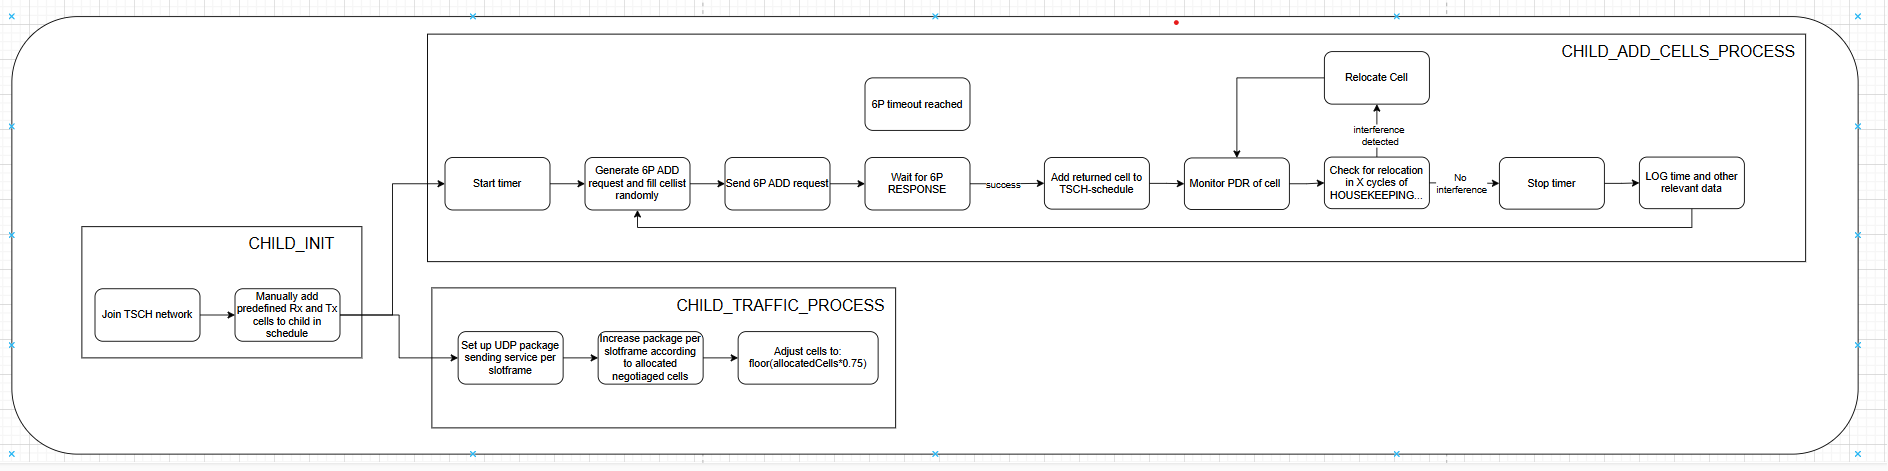 CHILD_ADD_CELLS_PROCESS
Relocate Cell
6P timeout reached
interference
detected
Start timer
Generate 6P ADD
request and fill cellist
randomly
Send 6P ADD request
Wait for 6P
RESPONSE
success
Add returned cell to
TSCH-schedule
Monitor PDR of cell
Check for relocation
in X cycles of
HOUSEKEEPING...
No
interference
Stop timer
LOG time and other
relevant data
CHILD_INIT
Join TSCH network
Manually add
predefined Rx and Tx
cells to child in
schedule
CHILD_TRAFFIC_PROCESS
Set up UDP package
sending service per
slotframe
Increase package per
slotframe according
to allocated
negotiaged cells
Adjust cells to:
floor(allocatedCells*0.75)